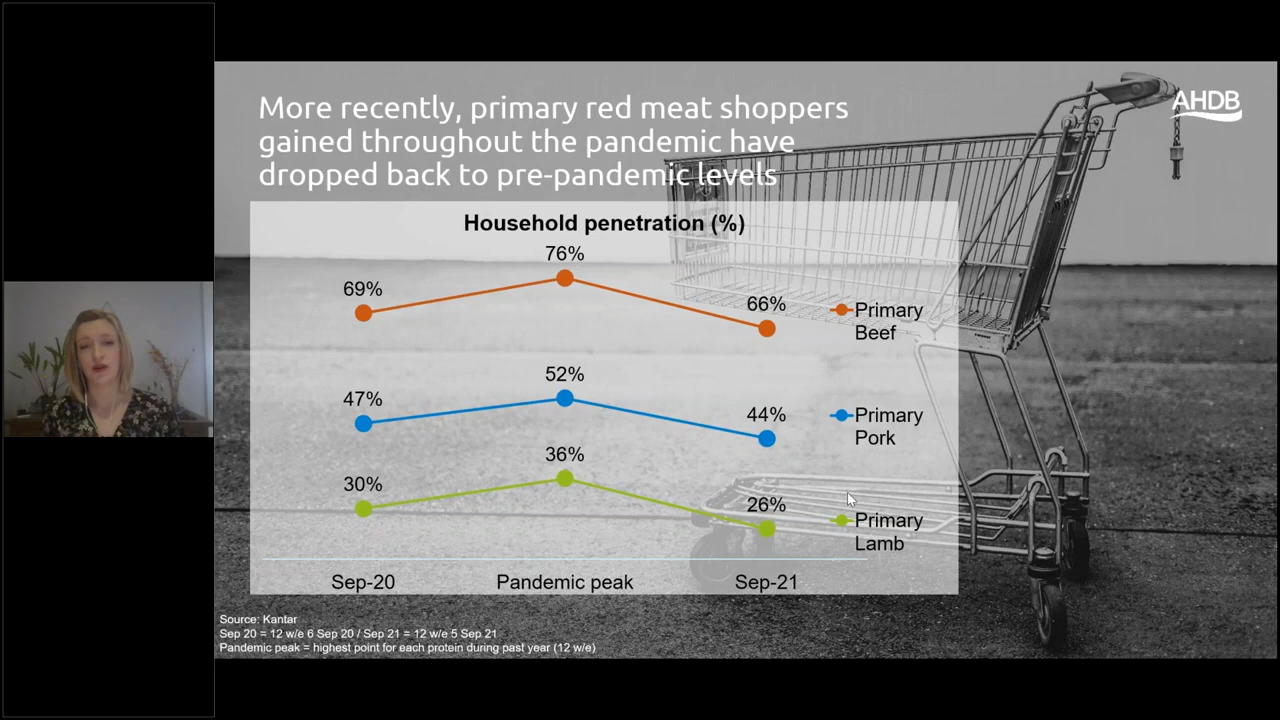 More recently, primary red meat shoppers
gained throughout the pandemic have
dropped back to pre-pandemic levels
AHDB
Household penetration (%)
76%
69%
66%
Primary
Beef
52%
47%
44%
Primary
Pork
36%
30%
26%
Primary
Lamb
Sep-20 Pandemic peak Sep-21
Source: Kantar
Sep 20 = 12 w/e 6 Sep 20 / Sep 21 = 12 w/e 5 Sep 21
Pandemic peak = highest point for each protein during past year (12 w/e)